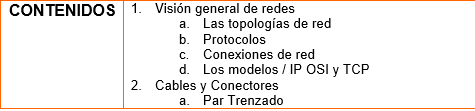 CONTENIDOS
1. Visión general de redes
a. Las topologías de red
b. Protocolos
c. Conexiones de red
d. Los modelos / IP OSI y TCP
2. Cables y Conectores
a. Par Trenzado